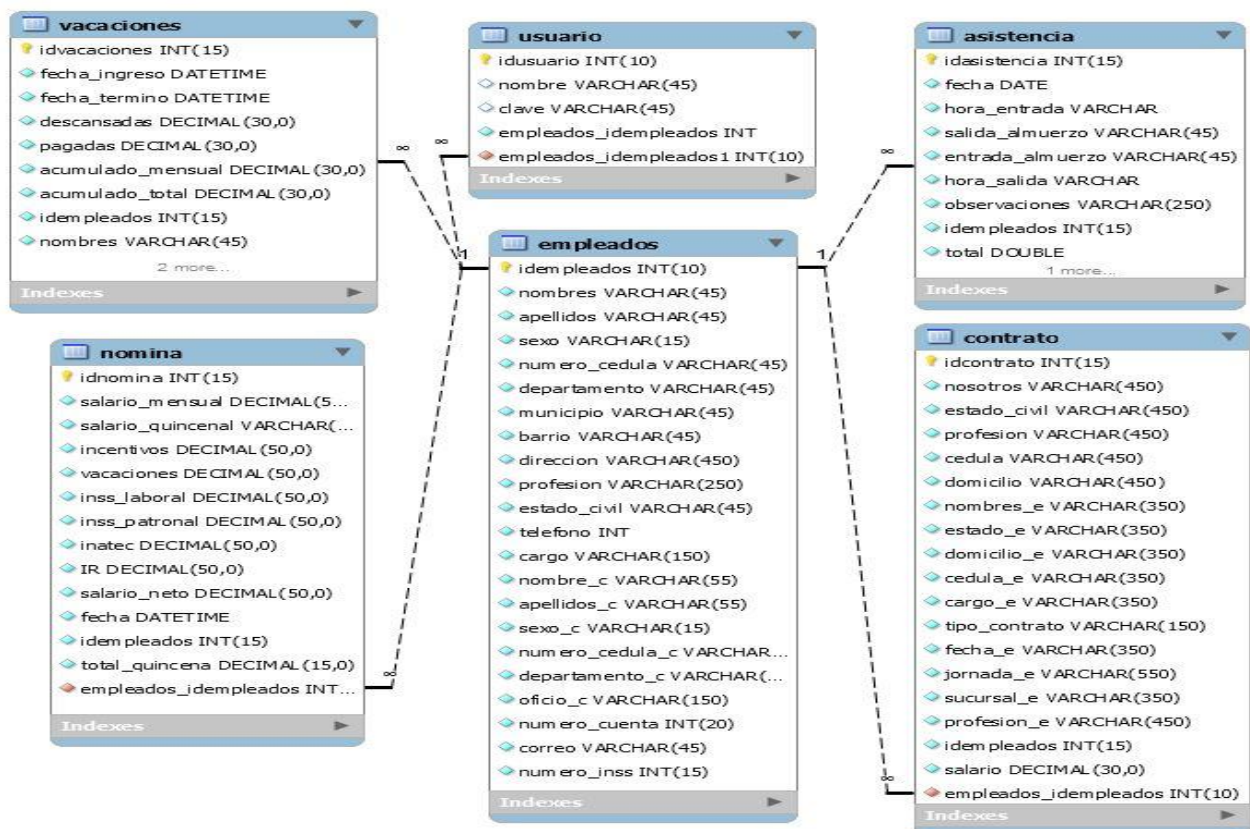 vacaciones
idvacaciones INT(15)
fecha_ingreso DATETIME
fecha_termino DATETIME
descansadas DECIMAL(30,0)
pagadas DECIMAL(30,0)
acumulado_mensual DECIMAL(30,0)
acumulado_total DECIMAL(30,0)
idempleados INT(15)
nombres VARCHAR(45)
2 more...
Indexes
usuario
idusuario INT(10)
nombre VARCHAR(45)
clave VARCHAR(45)
empleados_idempleados INT
empleados_idempleados1 INT(10)
Indexes
asistencia
idasistencia INT(15)
fecha DATE
hora_entrada VARCHAR
salida_almuerzo VARCHAR(45)
entrada_almuerzo VARCHAR(45)
hora_salida VARCHAR
observaciones VARCHAR(250)
idempleados INT(15)
total DOUBLE
1 more...
Indexes
∞
∞
∞
1
1
nomina
idnomina INT(15)
salario_mensual DECIMAL(5...
salario_quincenal VARCHAR(...
incentivos DECIMAL(50,0)
vacaciones DECIMAL(50,0)
inss_laboral DECIMAL(50,0)
inss_patronal DECIMAL(50,0)
inatec DECIMAL(50,0)
IR DECIMAL(50,0)
salario_neto DECIMAL(50,0)
fecha DATETIME
idempleados INT(15)
total_quincena DECIMAL(15,0)
empleados_idempleados INT...
Indexes
∞
empleados
idempleados INT(10)
nombres VARCHAR(45)
apellidos VARCHAR(45)
sexo VARCHAR(15)
numero_cedula VARCHAR(45)
departamento VARCHAR(45)
municipio VARCHAR(45)
barrio VARCHAR(45)
direccion VARCHAR(450)
profesion VARCHAR(250)
estado_civil VARCHAR(45)
telefono INT
cargo VARCHAR(150)
nombre_c VARCHAR(55)
apellidos_c VARCHAR(55)
sexo_c VARCHAR(15)
numero_cedula_c VARCHAR...
departamento_c VARCHAR(...
oficio_c VARCHAR(150)
numero_cuenta INT(20)
correo VARCHAR(45)
numero_inss INT(15)
Indexes
∞
contrato
idcontrato INT(15)
nosotros VARCHAR(450)
estado_civil VARCHAR(450)
profesion VARCHAR(450)
cedula VARCHAR(450)
domicilio VARCHAR(450)
nombres_e VARCHAR(350)
estado_e VARCHAR(350)
domicilio_e VARCHAR(350)
cedula_e VARCHAR(350)
cargo_e VARCHAR(350)
tipo_contrato VARCHAR(150)
fecha_e VARCHAR(350)
jornada_e VARCHAR(550)
sucursal_e VARCHAR(350)
profesion_e VARCHAR(450)
idempleados INT(15)
salario DECIMAL(30,0)
empleados_idempleados INT(10)
Indexes